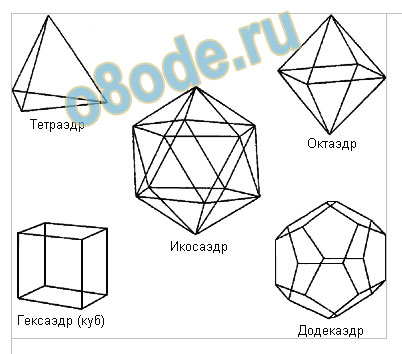 o8ode.ru
Тетраэдр
Октаэдр
Икосаэдр
Гексаэдр (куб)
Додекаэдр